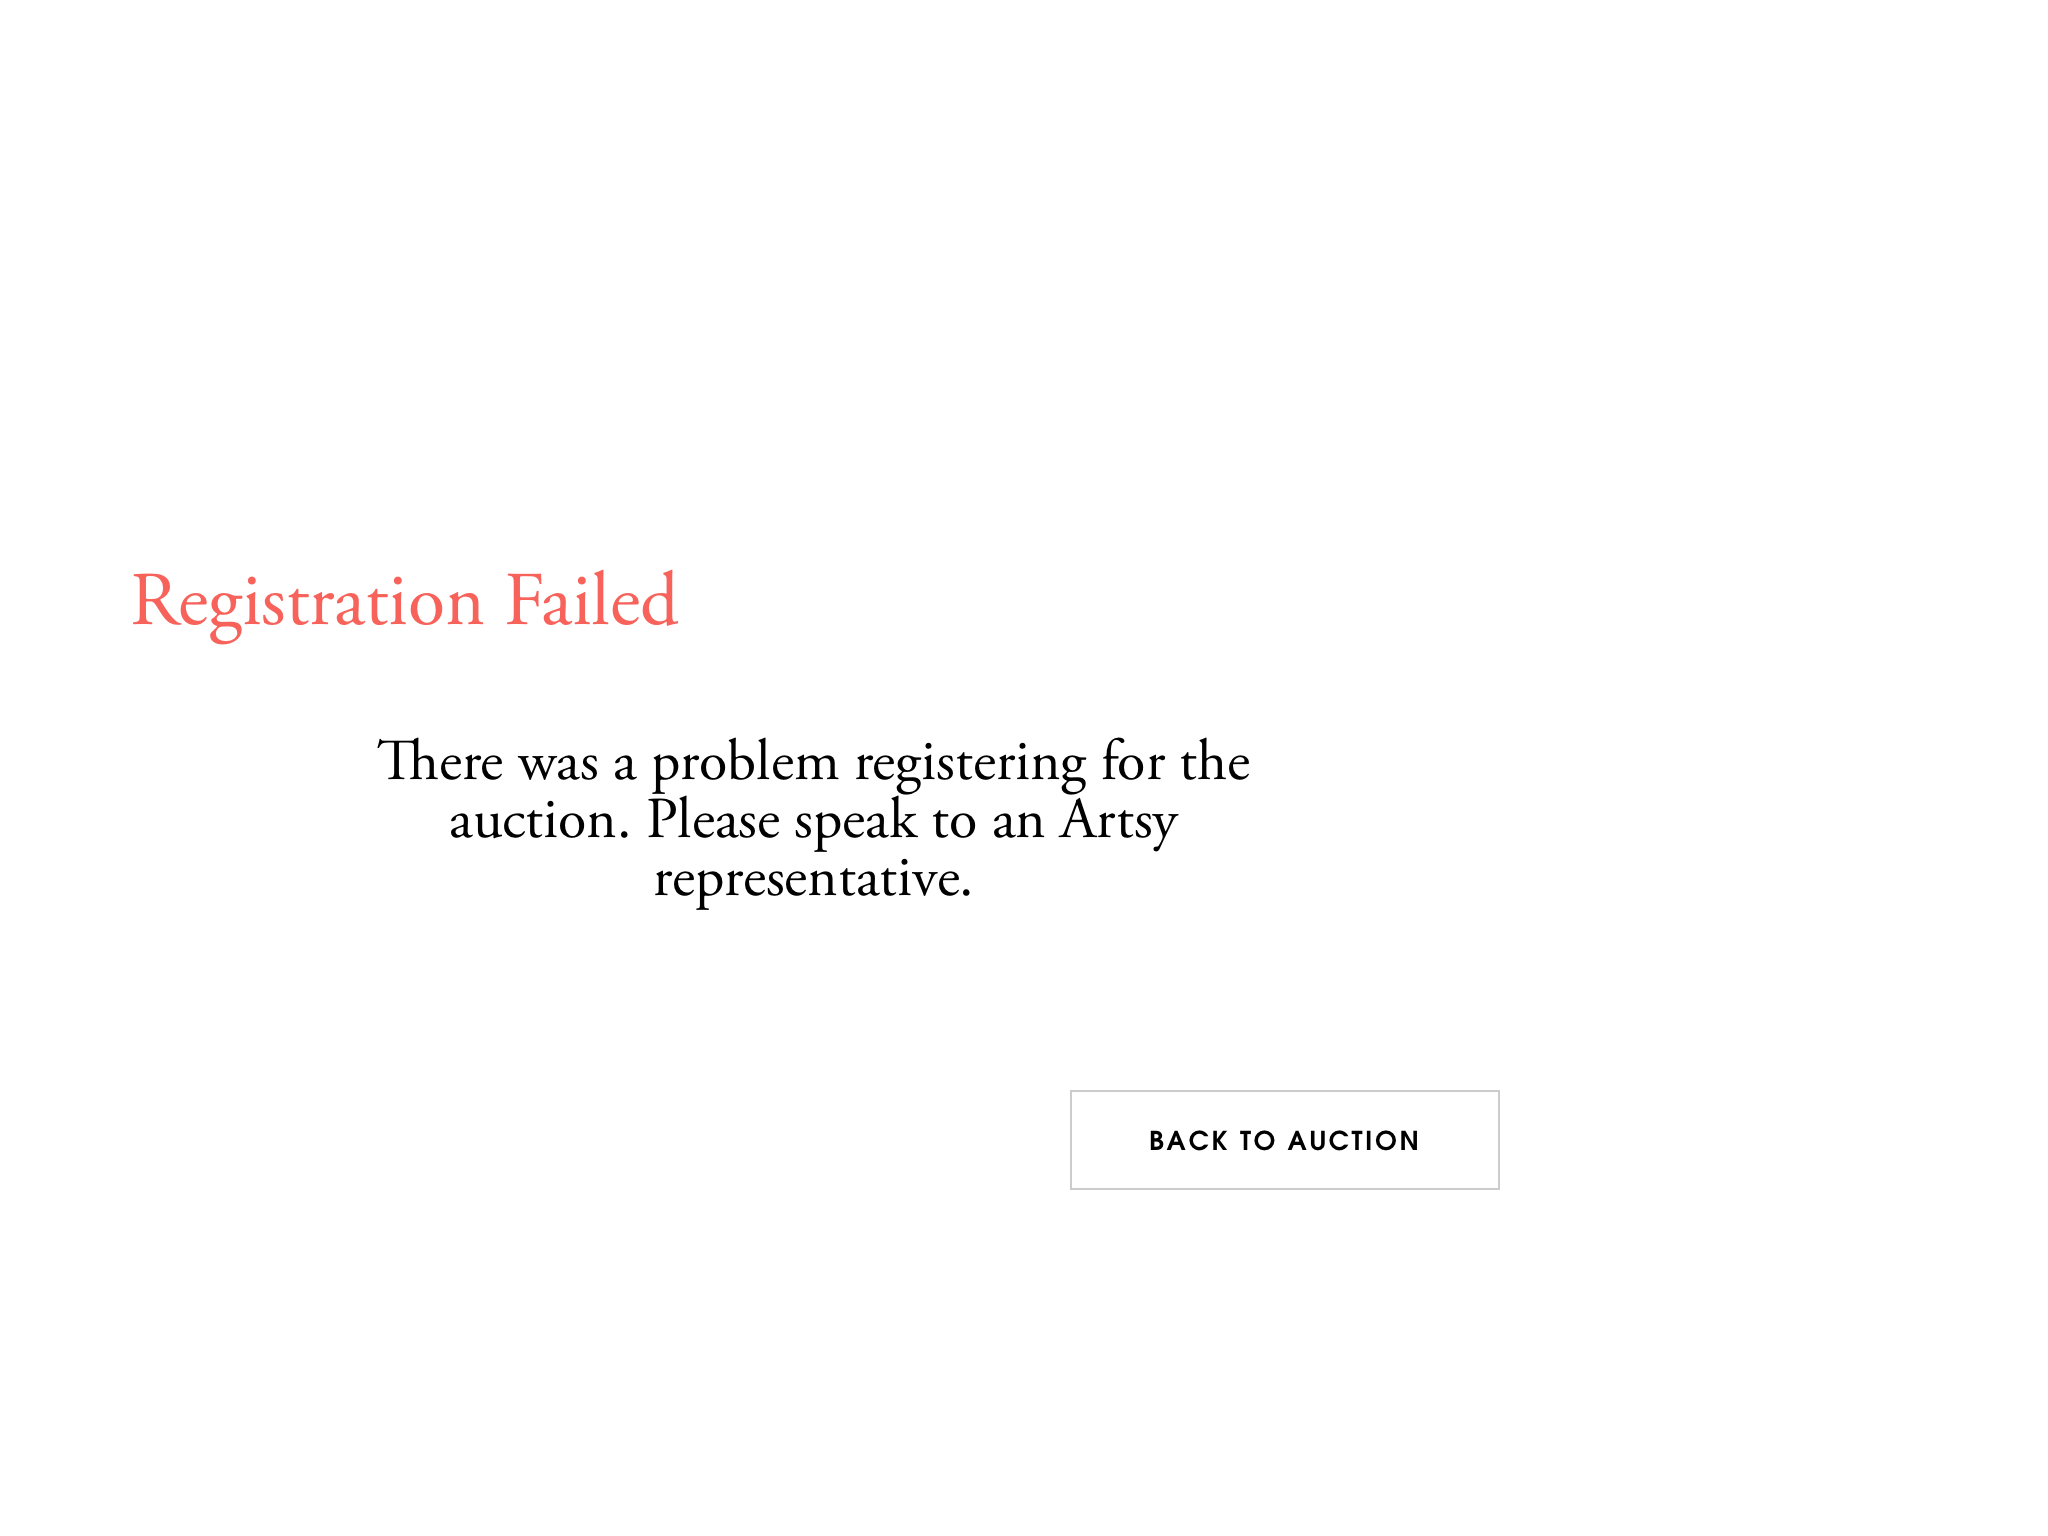 Registration Failed
There was a problem registering for the
auction. Please speak to an Artsy
representative.
BACK TO AUCTION